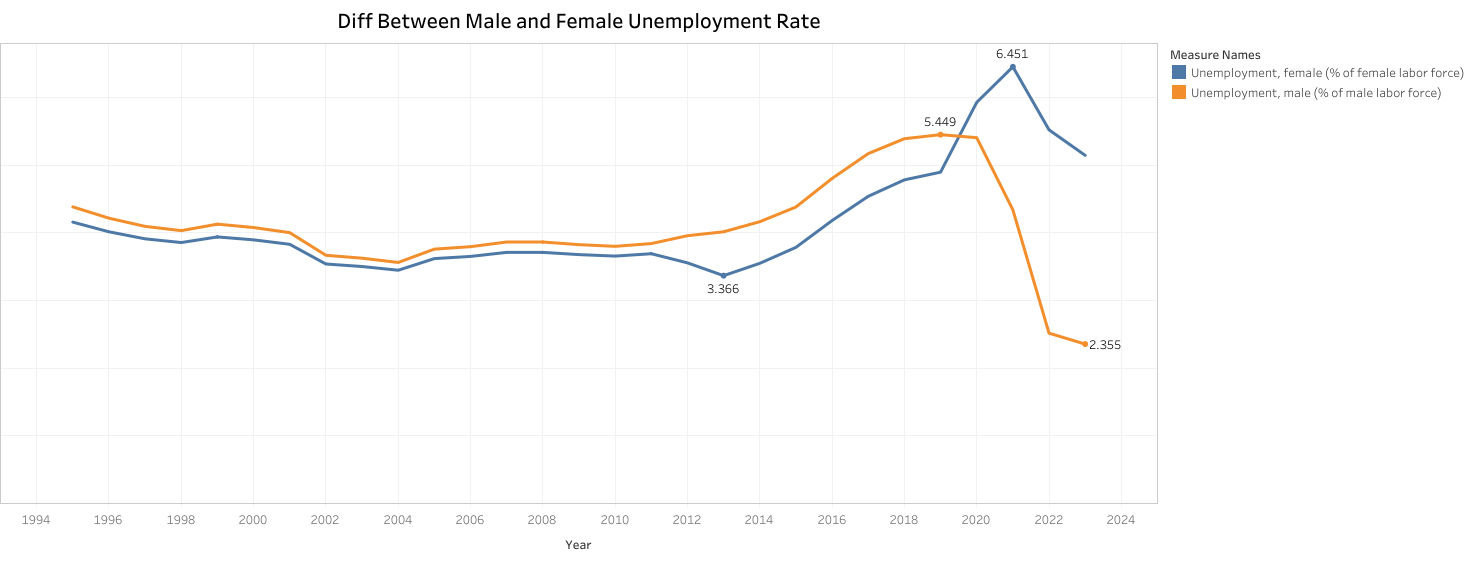 Diff Between Male and Female Unemployment Rate
Measure Names
Unemployment, female (% of female labor force)
Unemployment, male (% of male labor force)
6.451
5.449
3.366
2.355
1994 1996 1998 2000 2002 2004 2006 2008 2010 2012 2014 2016 2018 2020 2022 2024
Year